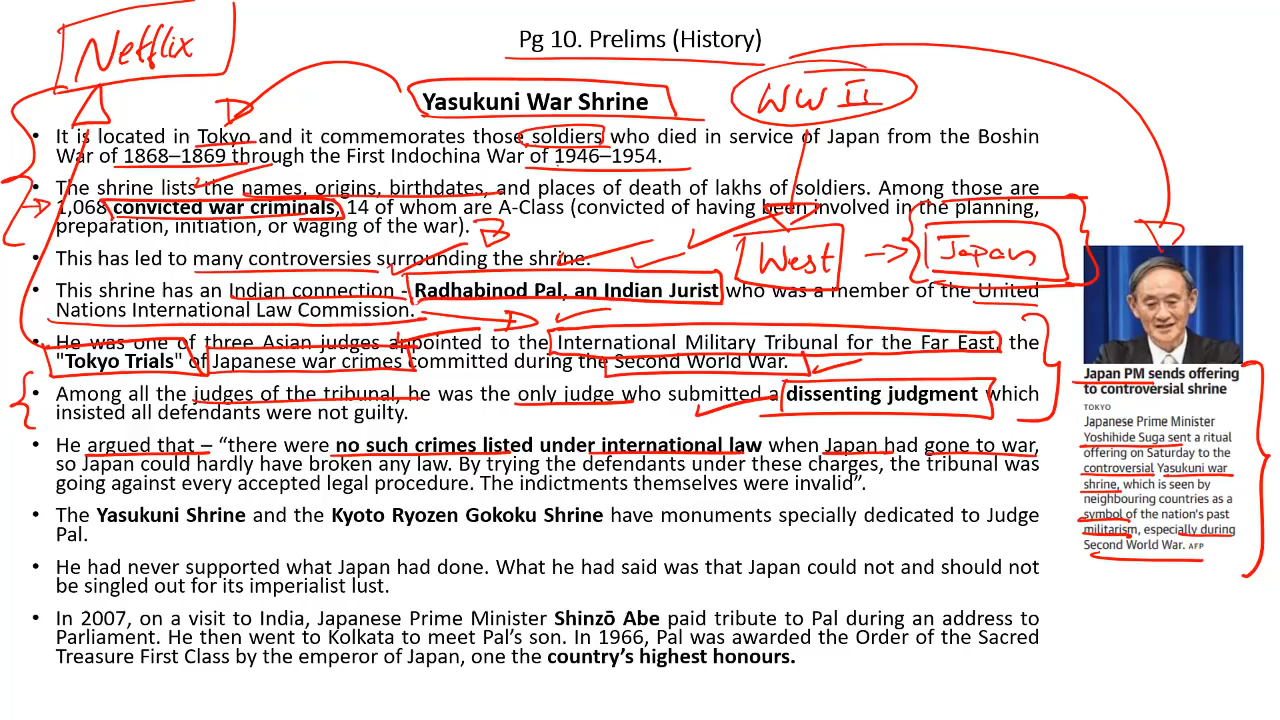 Netflix
Pg 10. Prelims (History)
Yasukuni War Shrine
WW II
• It is located in Tokyo and it commemorates those soldiers who died in service of Japan from the Boshin
War of 1868–1869 through the First Indochina War of 1946–1954.
• The shrine lists the names, origins, birthdates, and places of death of lakhs of soldiers. Among those are
1,068 convicted war criminals, 14 of whom are A-Class (convicted of having been involved in the planning,
preparation, initiation, or waging of the war).
West
Japan
• This has led to many controversies surrounding the shrine.
• This shrine has an Indian connection - Radhabinod Pal, an Indian Jurist who was a member of the United
Nations International Law Commission.
• He was one of three Asian judges appointed to the International Military Tribunal for the Far East, the
"Tokyo Trials" of Japanese war crimes committed during the Second World War.
• Among all the judges of the tribunal, he was the only judge who submitted a dissenting judgment which
insisted all defendants were not guilty.
• He argued that – “there were no such crimes listed under international law when Japan had gone to war,
so Japan could hardly have broken any law. By trying the defendants under these charges, the tribunal was
going against every accepted legal procedure. The indictments themselves were invalid”.
• The Yasukuni Shrine and the Kyoto Ryozen Gokoku Shrine have monuments specially dedicated to Judge
Pal.
• He had never supported what Japan had done. What he had said was that Japan could not and should not
be singled out for its imperialist lust.
• In 2007, on a visit to India, Japanese Prime Minister Shinzō Abe paid tribute to Pal during an address to
Parliament. He then went to Kolkata to meet Pal’s son. In 1966, Pal was awarded the Order of the Sacred
Treasure First Class by the emperor of Japan, one the country’s highest honours.
Japan PM sends offering
to controversial shrine
TOKYO
Japanese Prime Minister
Yoshihide Suga sent a ritual
offering on Saturday to the
controversial Yasukuni war
shrine, which is seen by
neighbouring countries as a
symbol of the nation's past
militarism, especially during
Second World War. AFP